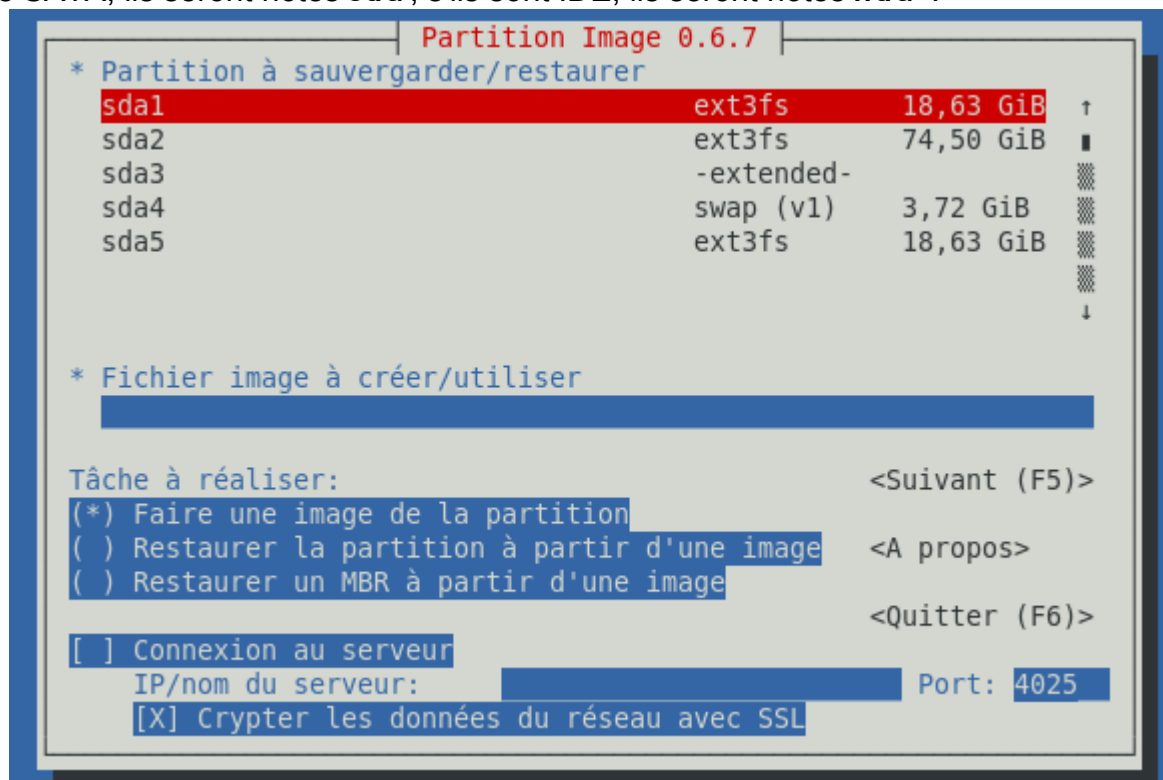 Partition Image 0.6.7
* Partition à sauvergarder/restaurer
sda1 ext3fs 18,63 GiB ↑
sda2 ext3fs 74,50 GiB
sda3 -extended-
sda4 swap (v1) 3,72 GiB
sda5 ext3fs 18,63 GiB
↓
* Fichier image à créer/utiliser
Tâche à réaliser: <Suivant (F5)>
(*) Faire une image de la partition
( ) Restaurer la partition à partir d'une image <A propos>
( ) Restaurer un MBR à partir d'une image
<Quitter (F6)>
[ ] Connexion au serveur
IP/nom du serveur: Port: 4025
[X] Crypter les données du réseau avec SSL